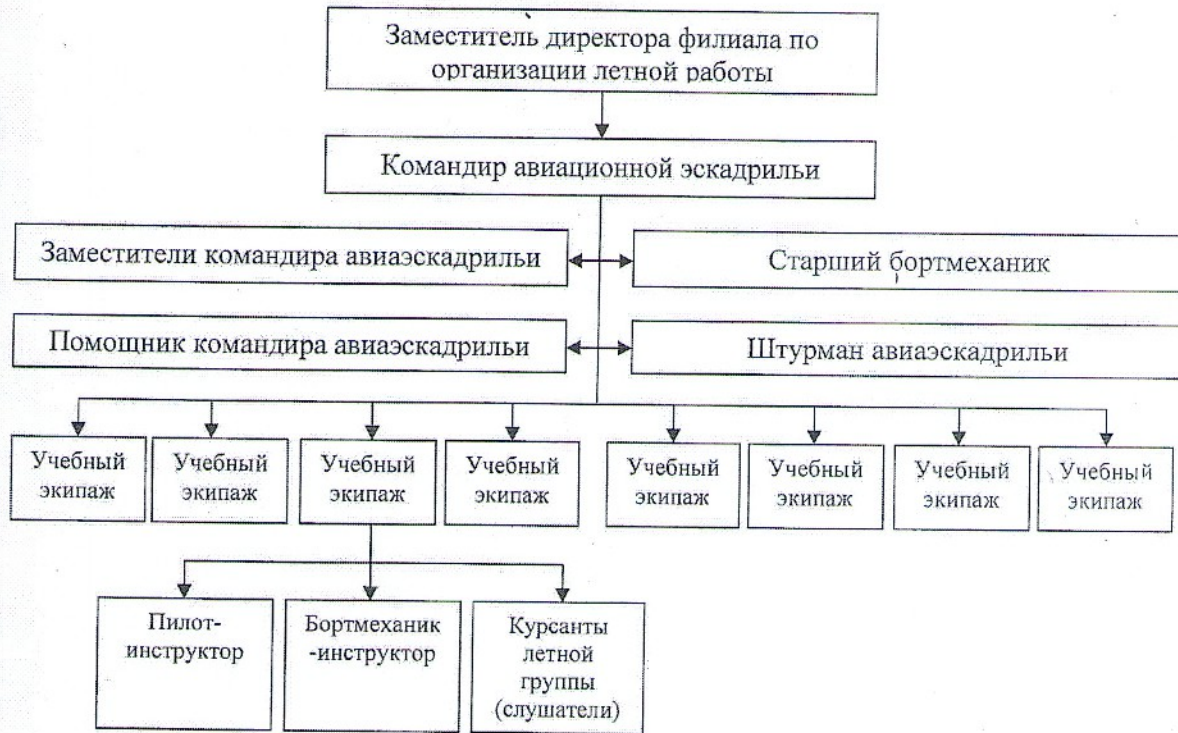 Заместитель директора филиала по
организации летной работы
Командир авиационной эскадрильи
Заместители командира авиаэскадрильи
Старший бортмеханик
Помощник командира авиаэскадрильи
Штурман авиаэскадрильи
Учебный
экипаж
Учебный
экипаж
Учебный
экипаж
Учебный
экипаж
Учебный
экипаж
Учебный
экипаж
Учебный
экипаж
Учебный
экипаж
Пилот-
инструктор
Бортмеханик
-инструктор
Курсанты
летной
группы
(слушатели)